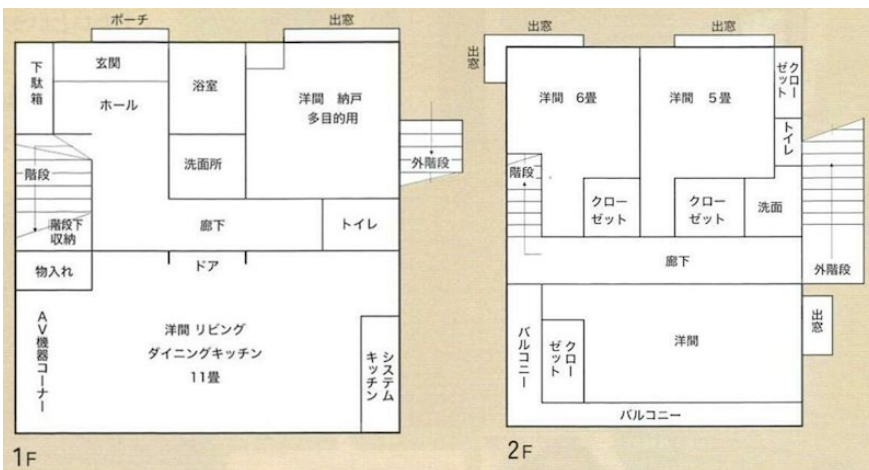 ポーチ
出窓
下駄箱
玄関
ホール
浴室
洋間 納戸
多目的用
洗面所
階段
外階段
階段下
収納
廊下
トイレ
物入れ
ドア
AV機器コーナー
洋間 リビング
ダイニングキッチン
11畳
システム
キッチン
1F
出窓
出窓
出窓
洋間 6畳
洋間 5畳
クロー
ゼット
トイレ
階段
クロー
ゼット
クロー
ゼット
洗面
廊下
外階段
バルコニー
クロー
ゼット
洋間
出窓
バルコニー
2F